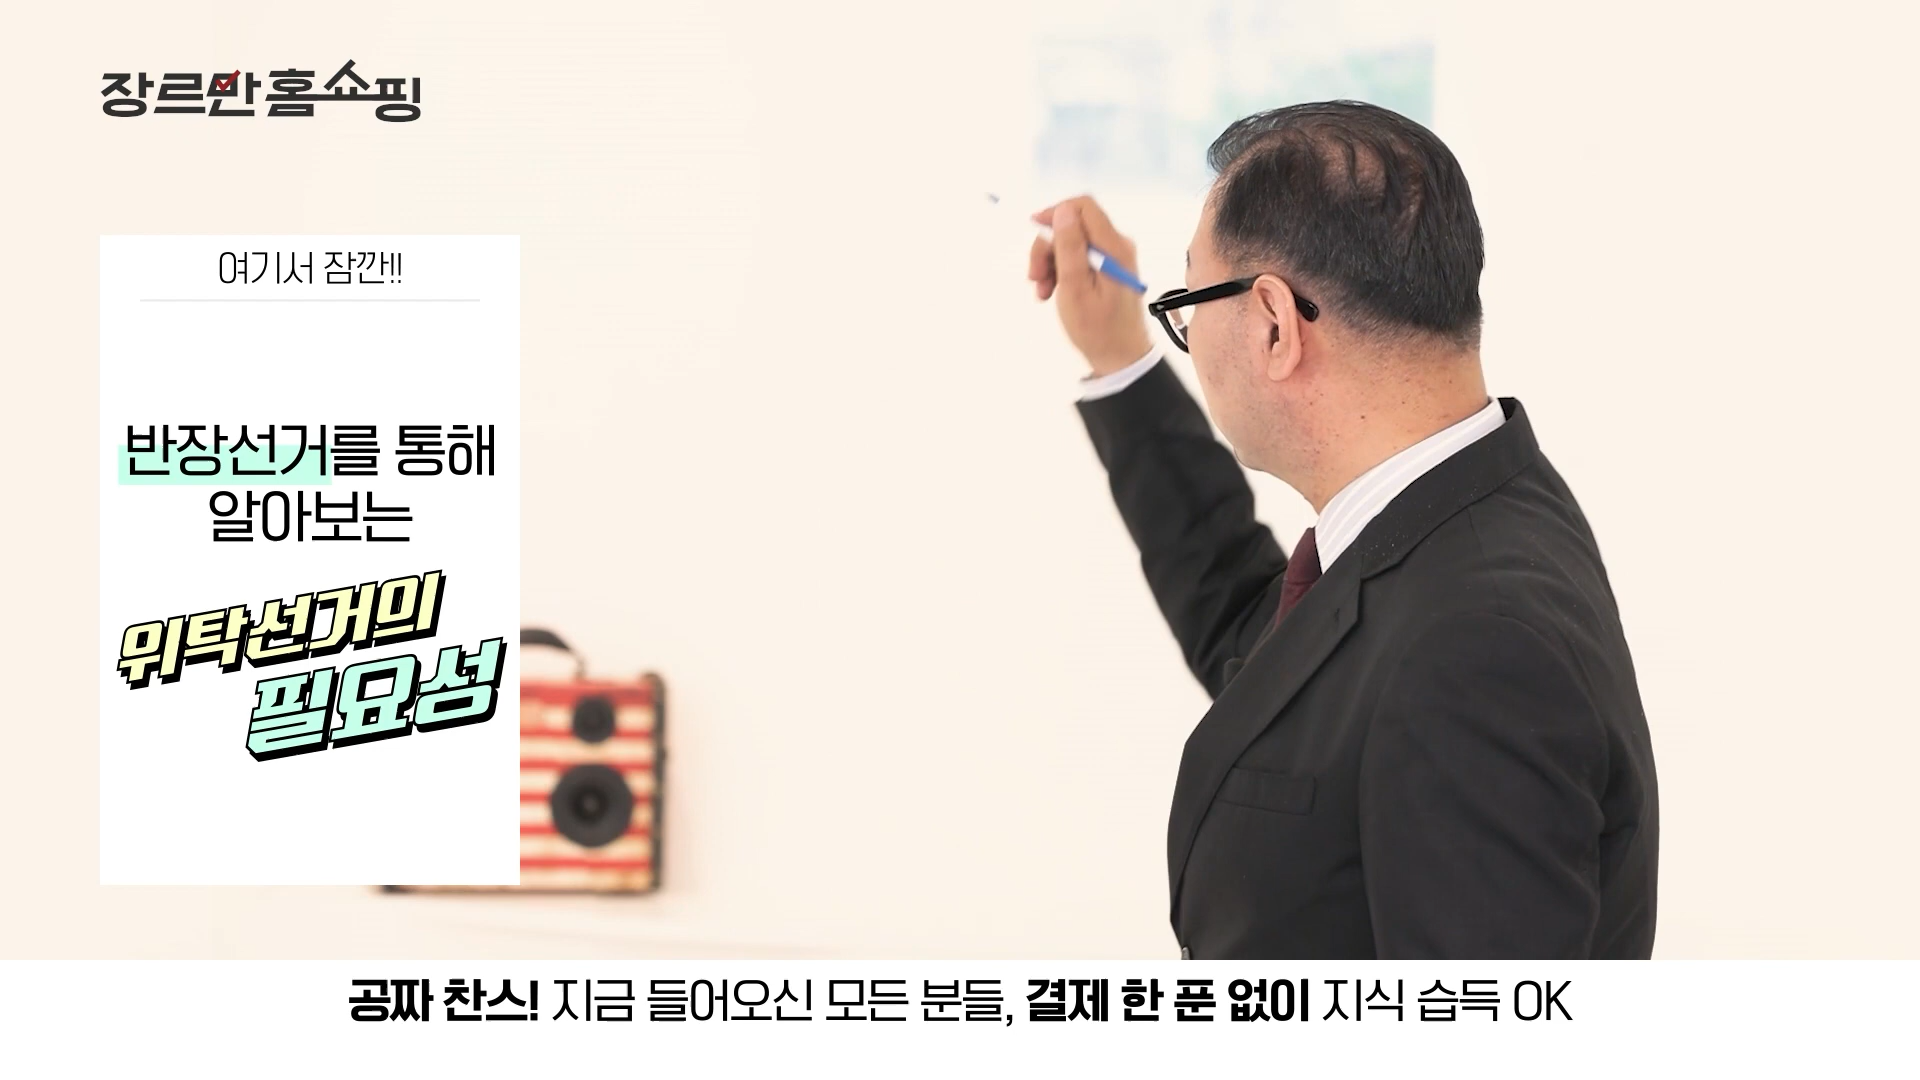 장르만 홈쇼핑
여기서 잠깐!!
반장선거를 통해
알아보는
위탁선거의
필요성
공짜 찬스! 지금 들어오신 모든 분들, 결제 한 푼 없이 지식 습득 OK